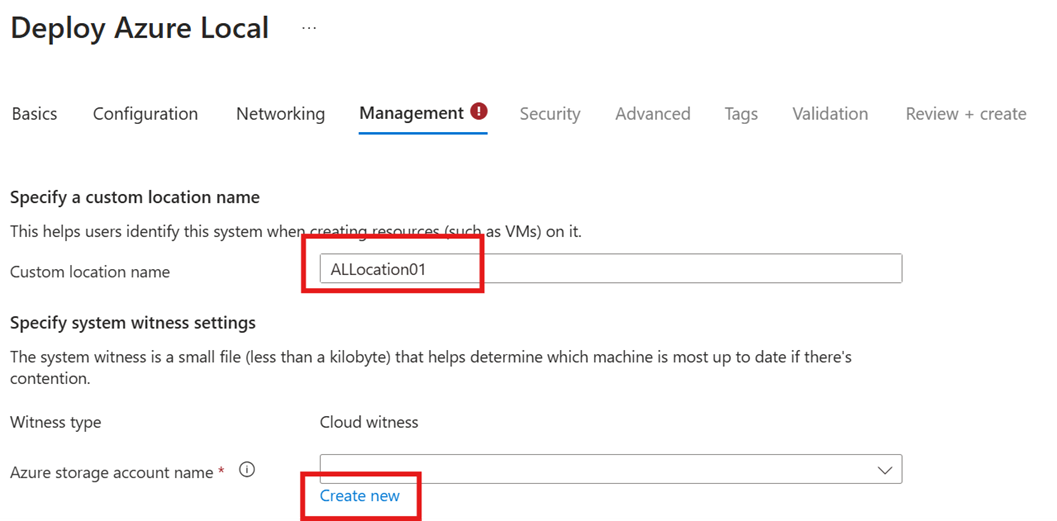 Deploy Azure Local ...
Basics Configuration Networking Management ! Security Advanced Tags Validation Review + create
Specify a custom location name
This helps users identify this system when creating resources (such as VMs) on it.
Custom location name ALLocation01
Specify system witness settings
The system witness is a small file (less than a kilobyte) that helps determine which machine is most up to date if there's
contention.
Witness type Cloud witness
Azure storage account name * i
Create new